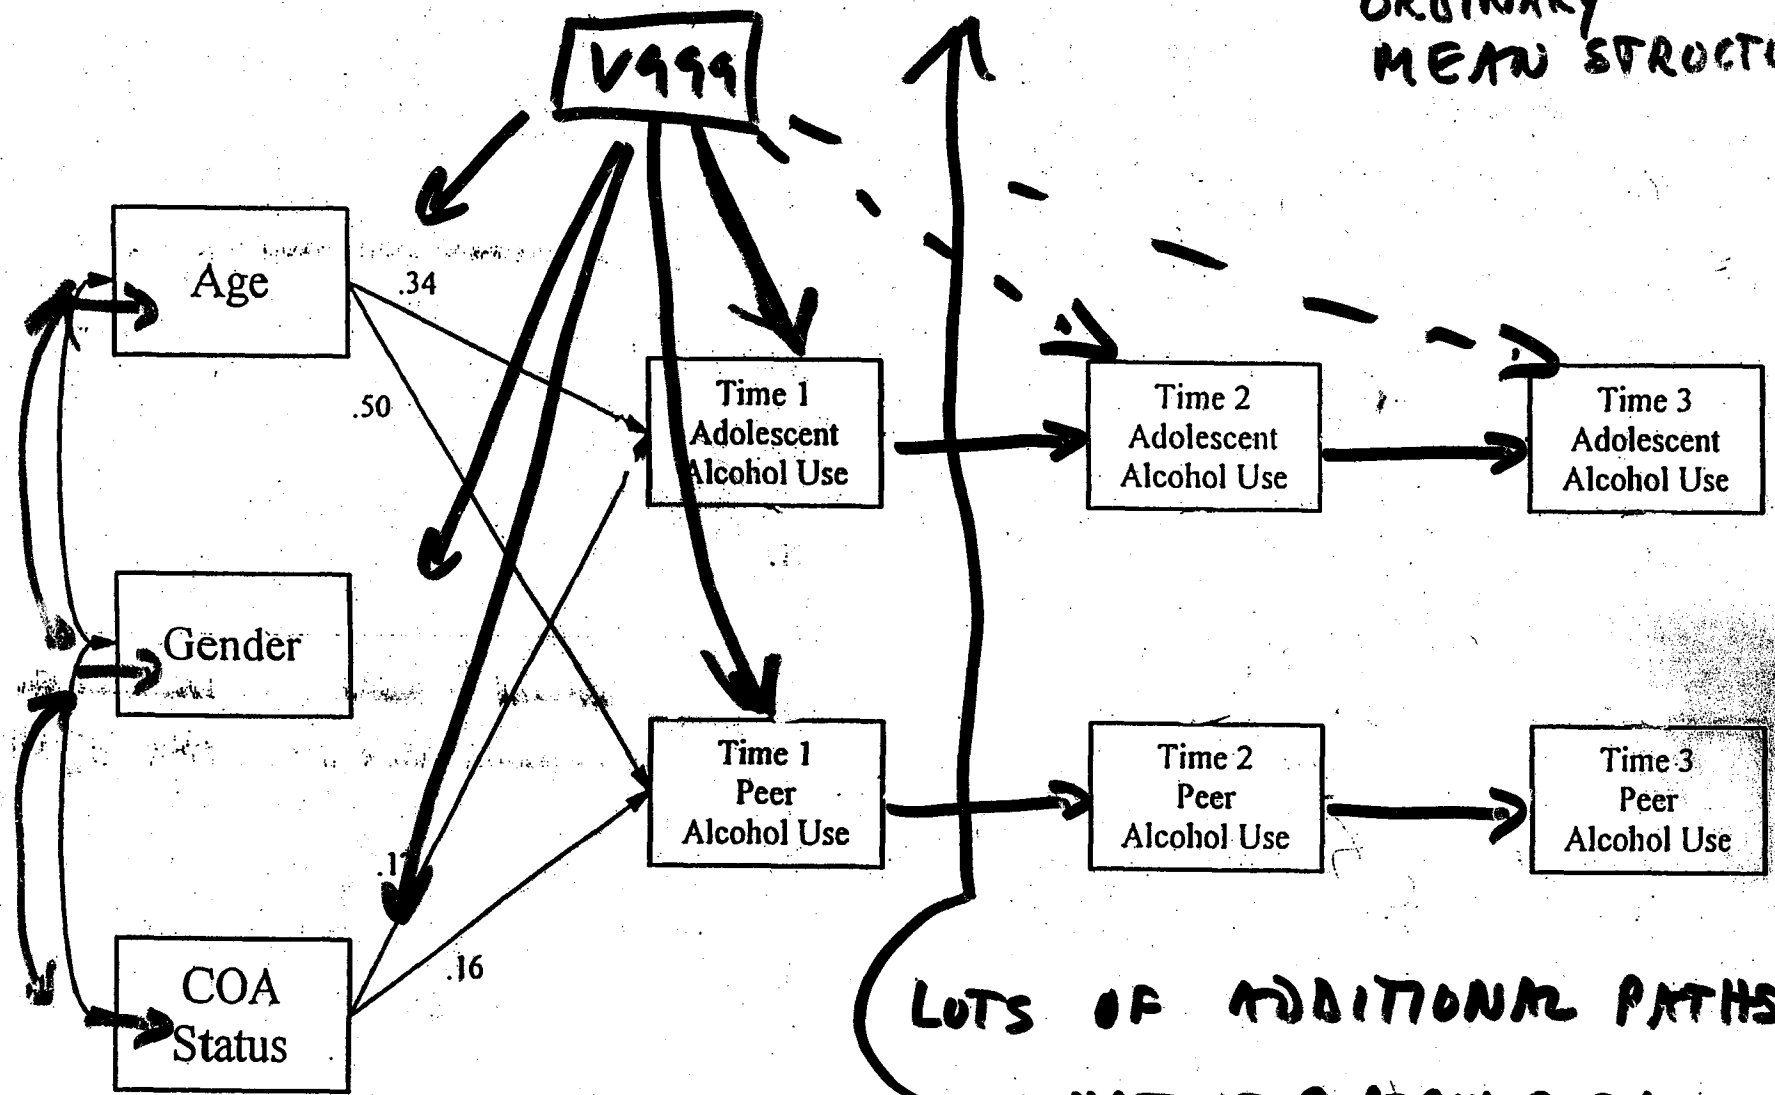 ORDINARY
MEAN
V999
Age
.34
.50
Time 1
Adolescent
Alcohol Use
Time 2
Adolescent
Alcohol Use
Time 3
Adolescent
Alcohol Use
Gender
Time 1
Peer
Alcohol Use
Time 2
Peer
Alcohol Use
Time 3
Peer
Alcohol Use
.16
COA
Status
LOTS OF ADDITIONAL PATHS